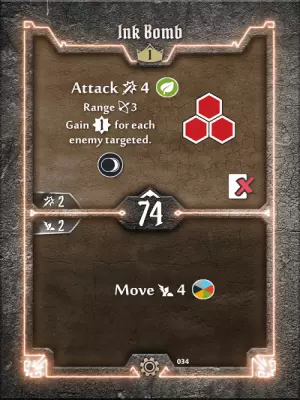 Ink Bomb
1
Attack 4
Range 3
Gain 1 for each
enemy targeted.
2
74
2
Move 4
034